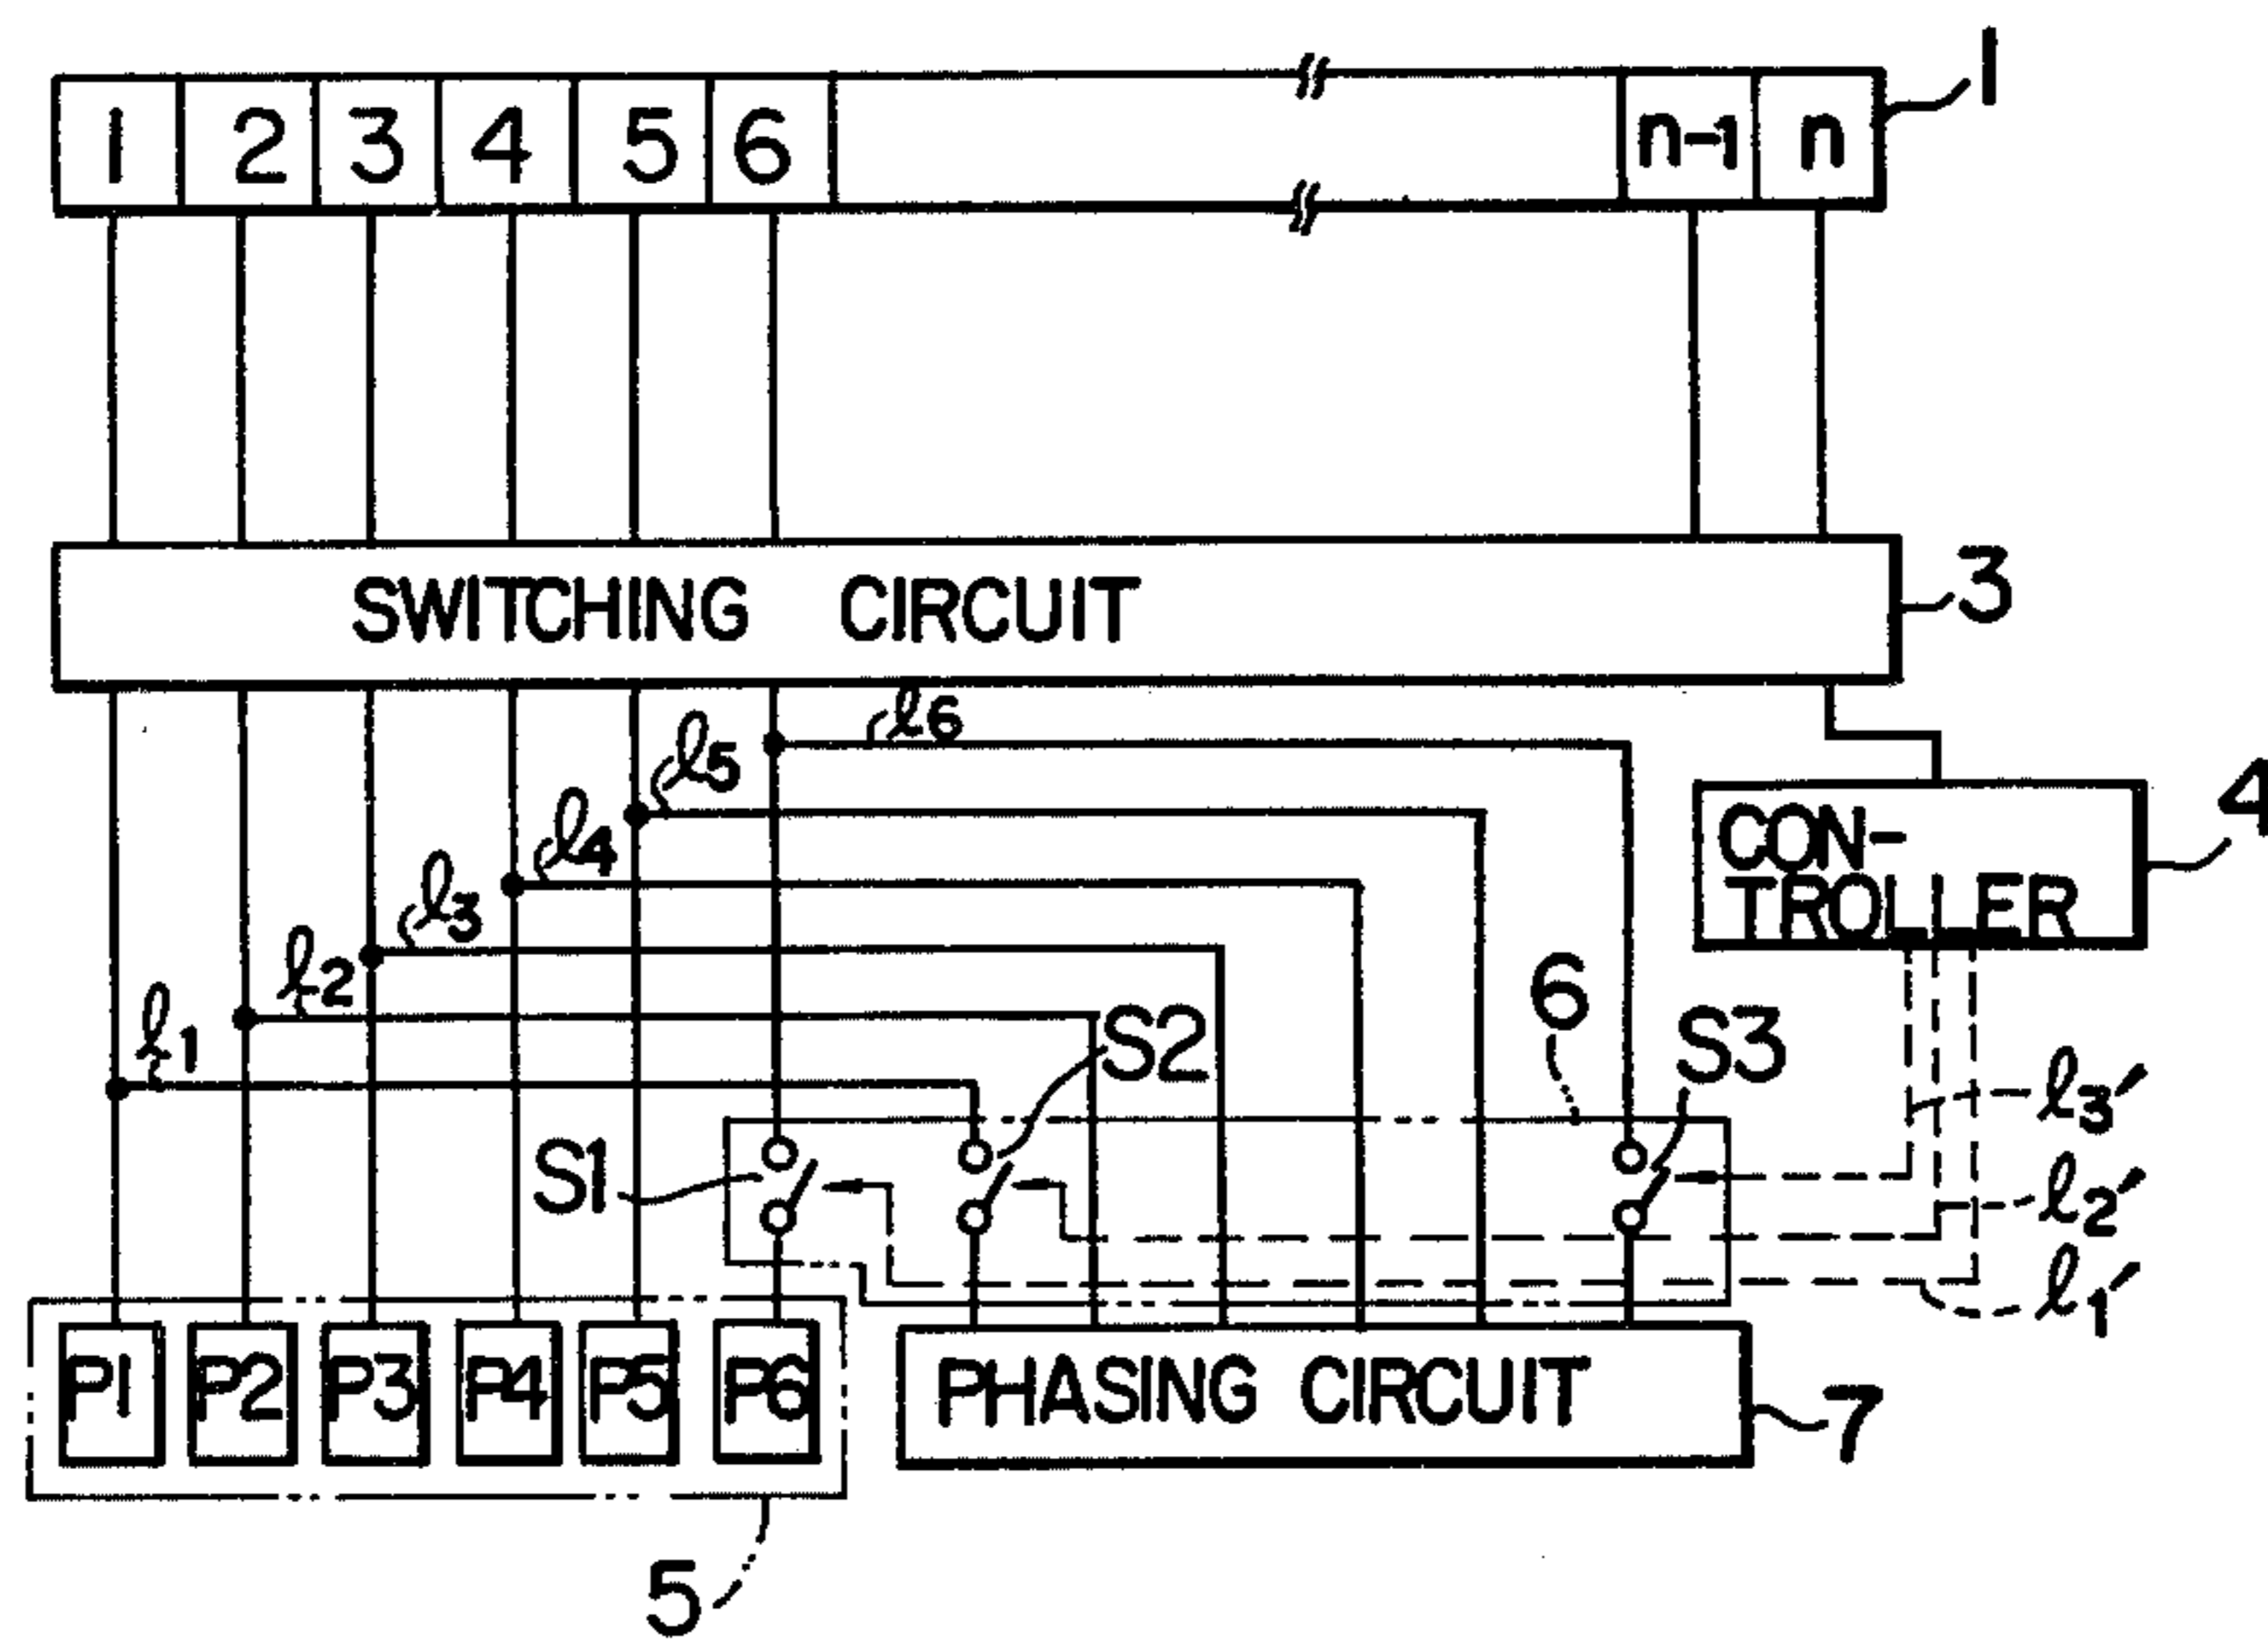 1
1 2 3 4 5 6 n-1 n
SWITCHING CIRCUIT
3
ℓ6
ℓ5
ℓ4
ℓ3
ℓ2
ℓ1
CON-
TROLLER
4
6
S1
S2
S3
ℓ3'
ℓ2'
ℓ1'
P1 P2 P3 P4 P5 P6
PHASING CIRCUIT
7
5